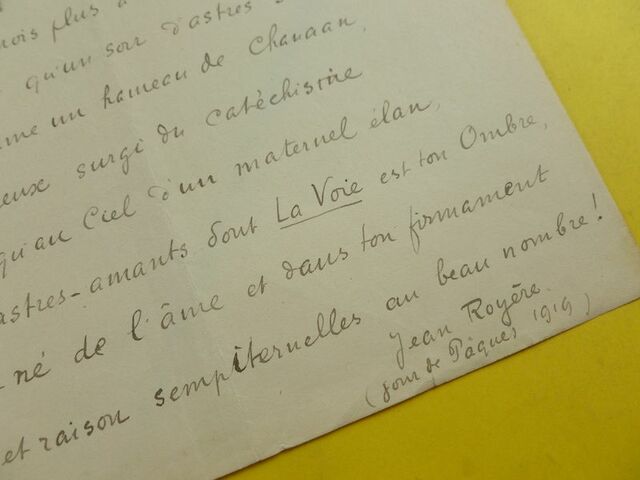 plus
qu'un soir d'astres
un hameau de Chanaan,
surgi du catéchisme
qu'au Ciel d'un maternel élan,
astres-amants dont La Voie est ton Ombre,
né de l'âme et dans ton firmament
et raison sempiternelles au beau nombre!
Jean Royère.
(jour de Pâques 1919)